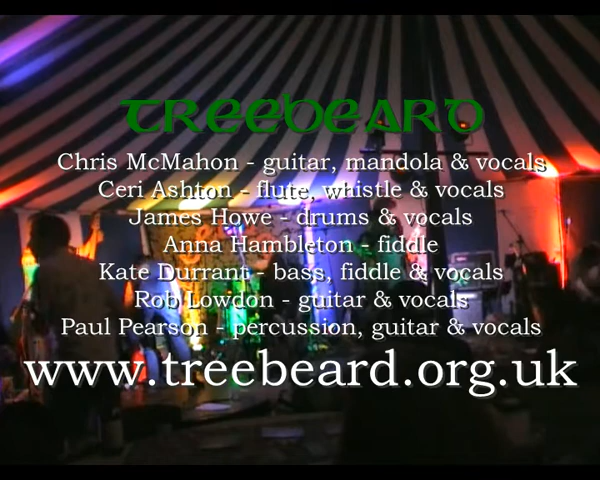 TREEBEARD
Chris McMahon - guitar, mandola & vocals
Ceri Ashton - flute, whistle & vocals
James Howe - drums & vocals
Anna Hambleton - fiddle
Kate Durrant - bass, fiddle & vocals
Rob Lowdon - guitar & vocals
Paul Pearson - percussion, guitar & vocals
www.treebeard.org.uk